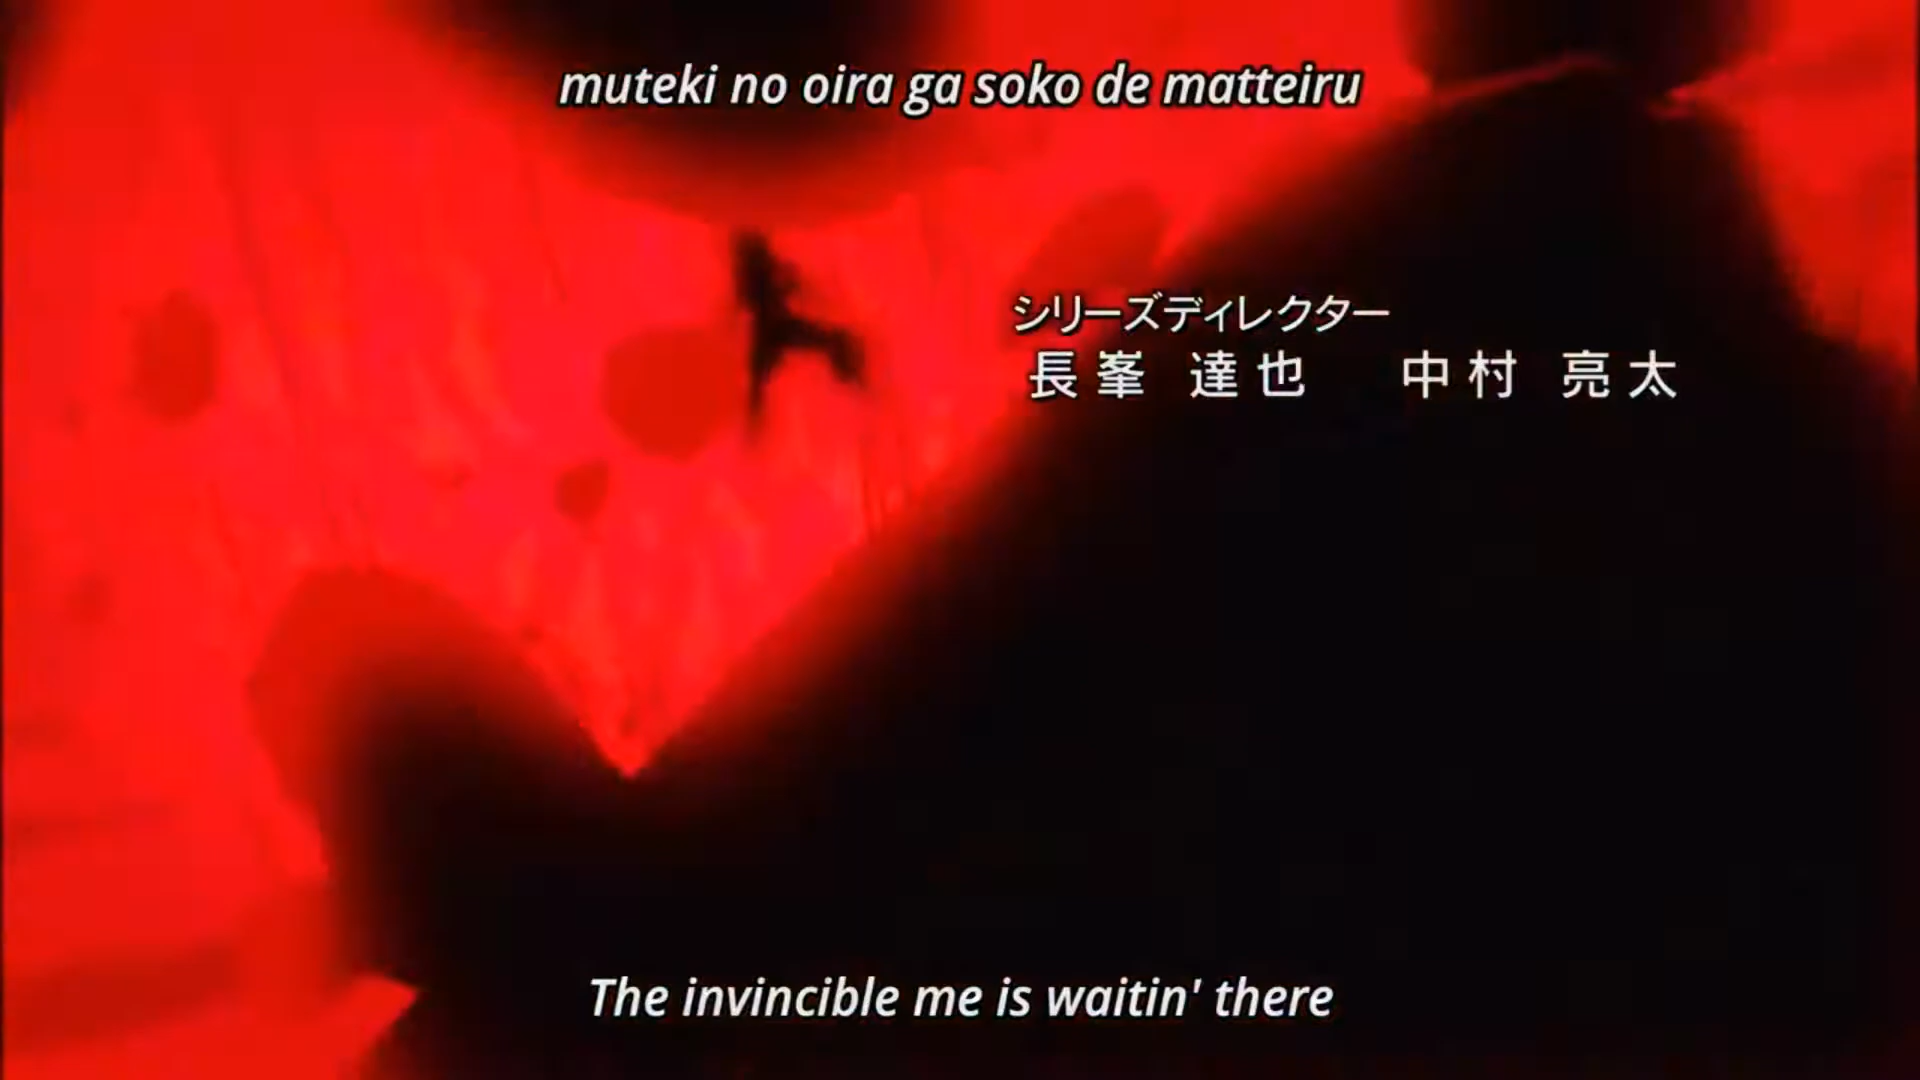 muteki no oira ga soko de matteiru
シリーズディレクター
長峯 達也 中村 亮太
The invincible me is waitin' there